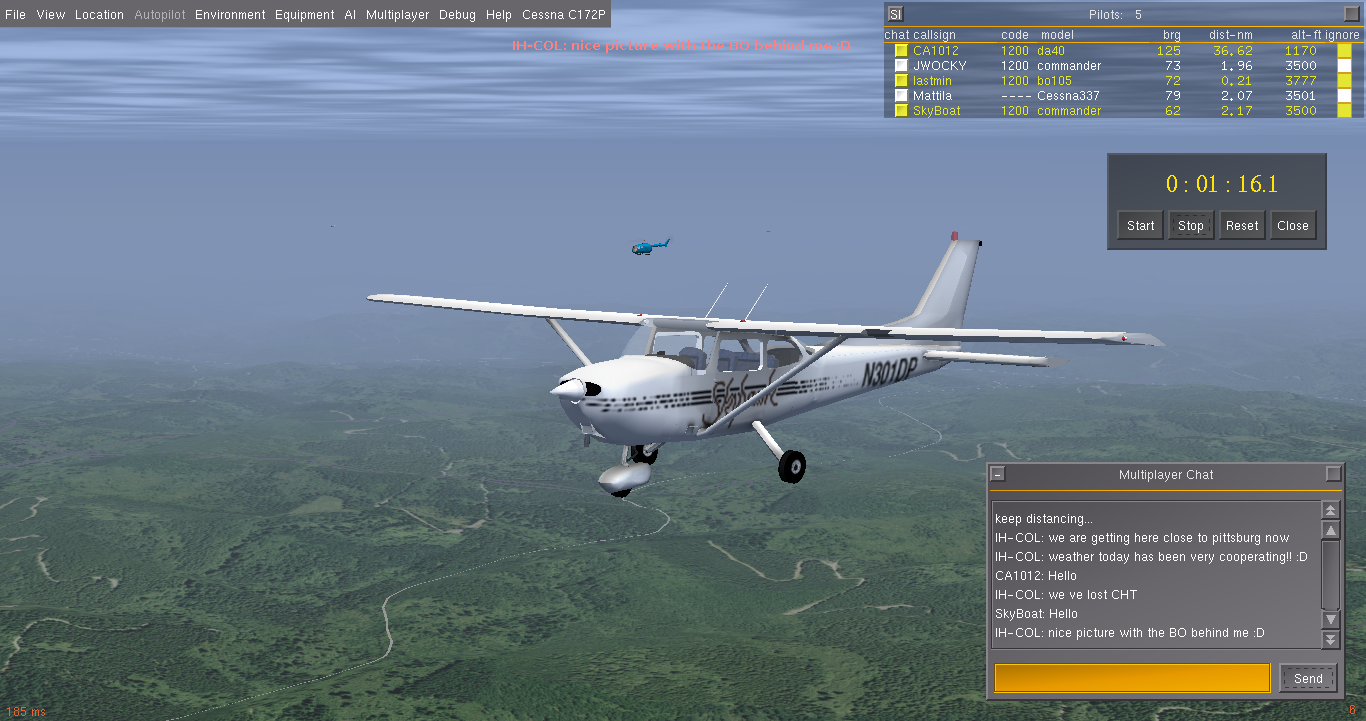 File View Location Autopilot Environment Equipment AI Multiplayer Debug Help Cessna C172P
SI Pilots: 5
chat callsign code model brg dist-nm alt-ft ignore
CA1012 1200 da40 125 36.62 1170
JWOCKY 1200 commander 73 1.96 3500
lastmin 1200 bo105 72 0.21 3777
Mattila ---- Cessna337 79 2.07 3501
SkyBoat 1200 commander 62 2.17 3500
IH-COL: nice picture with the BO behind me :D
0 : 01 : 16.1
Start Stop Reset Close
Skyhawk
N301DP
Multiplayer Chat
keep distancing...
IH-COL: we are getting here close to pittsburg now
IH-COL: weather today has been very cooperating!! :D
CA1012: Hello
IH-COL: we ve lost CHT
SkyBoat: Hello
IH-COL: nice picture with the BO behind me :D
Send
185 ms
6